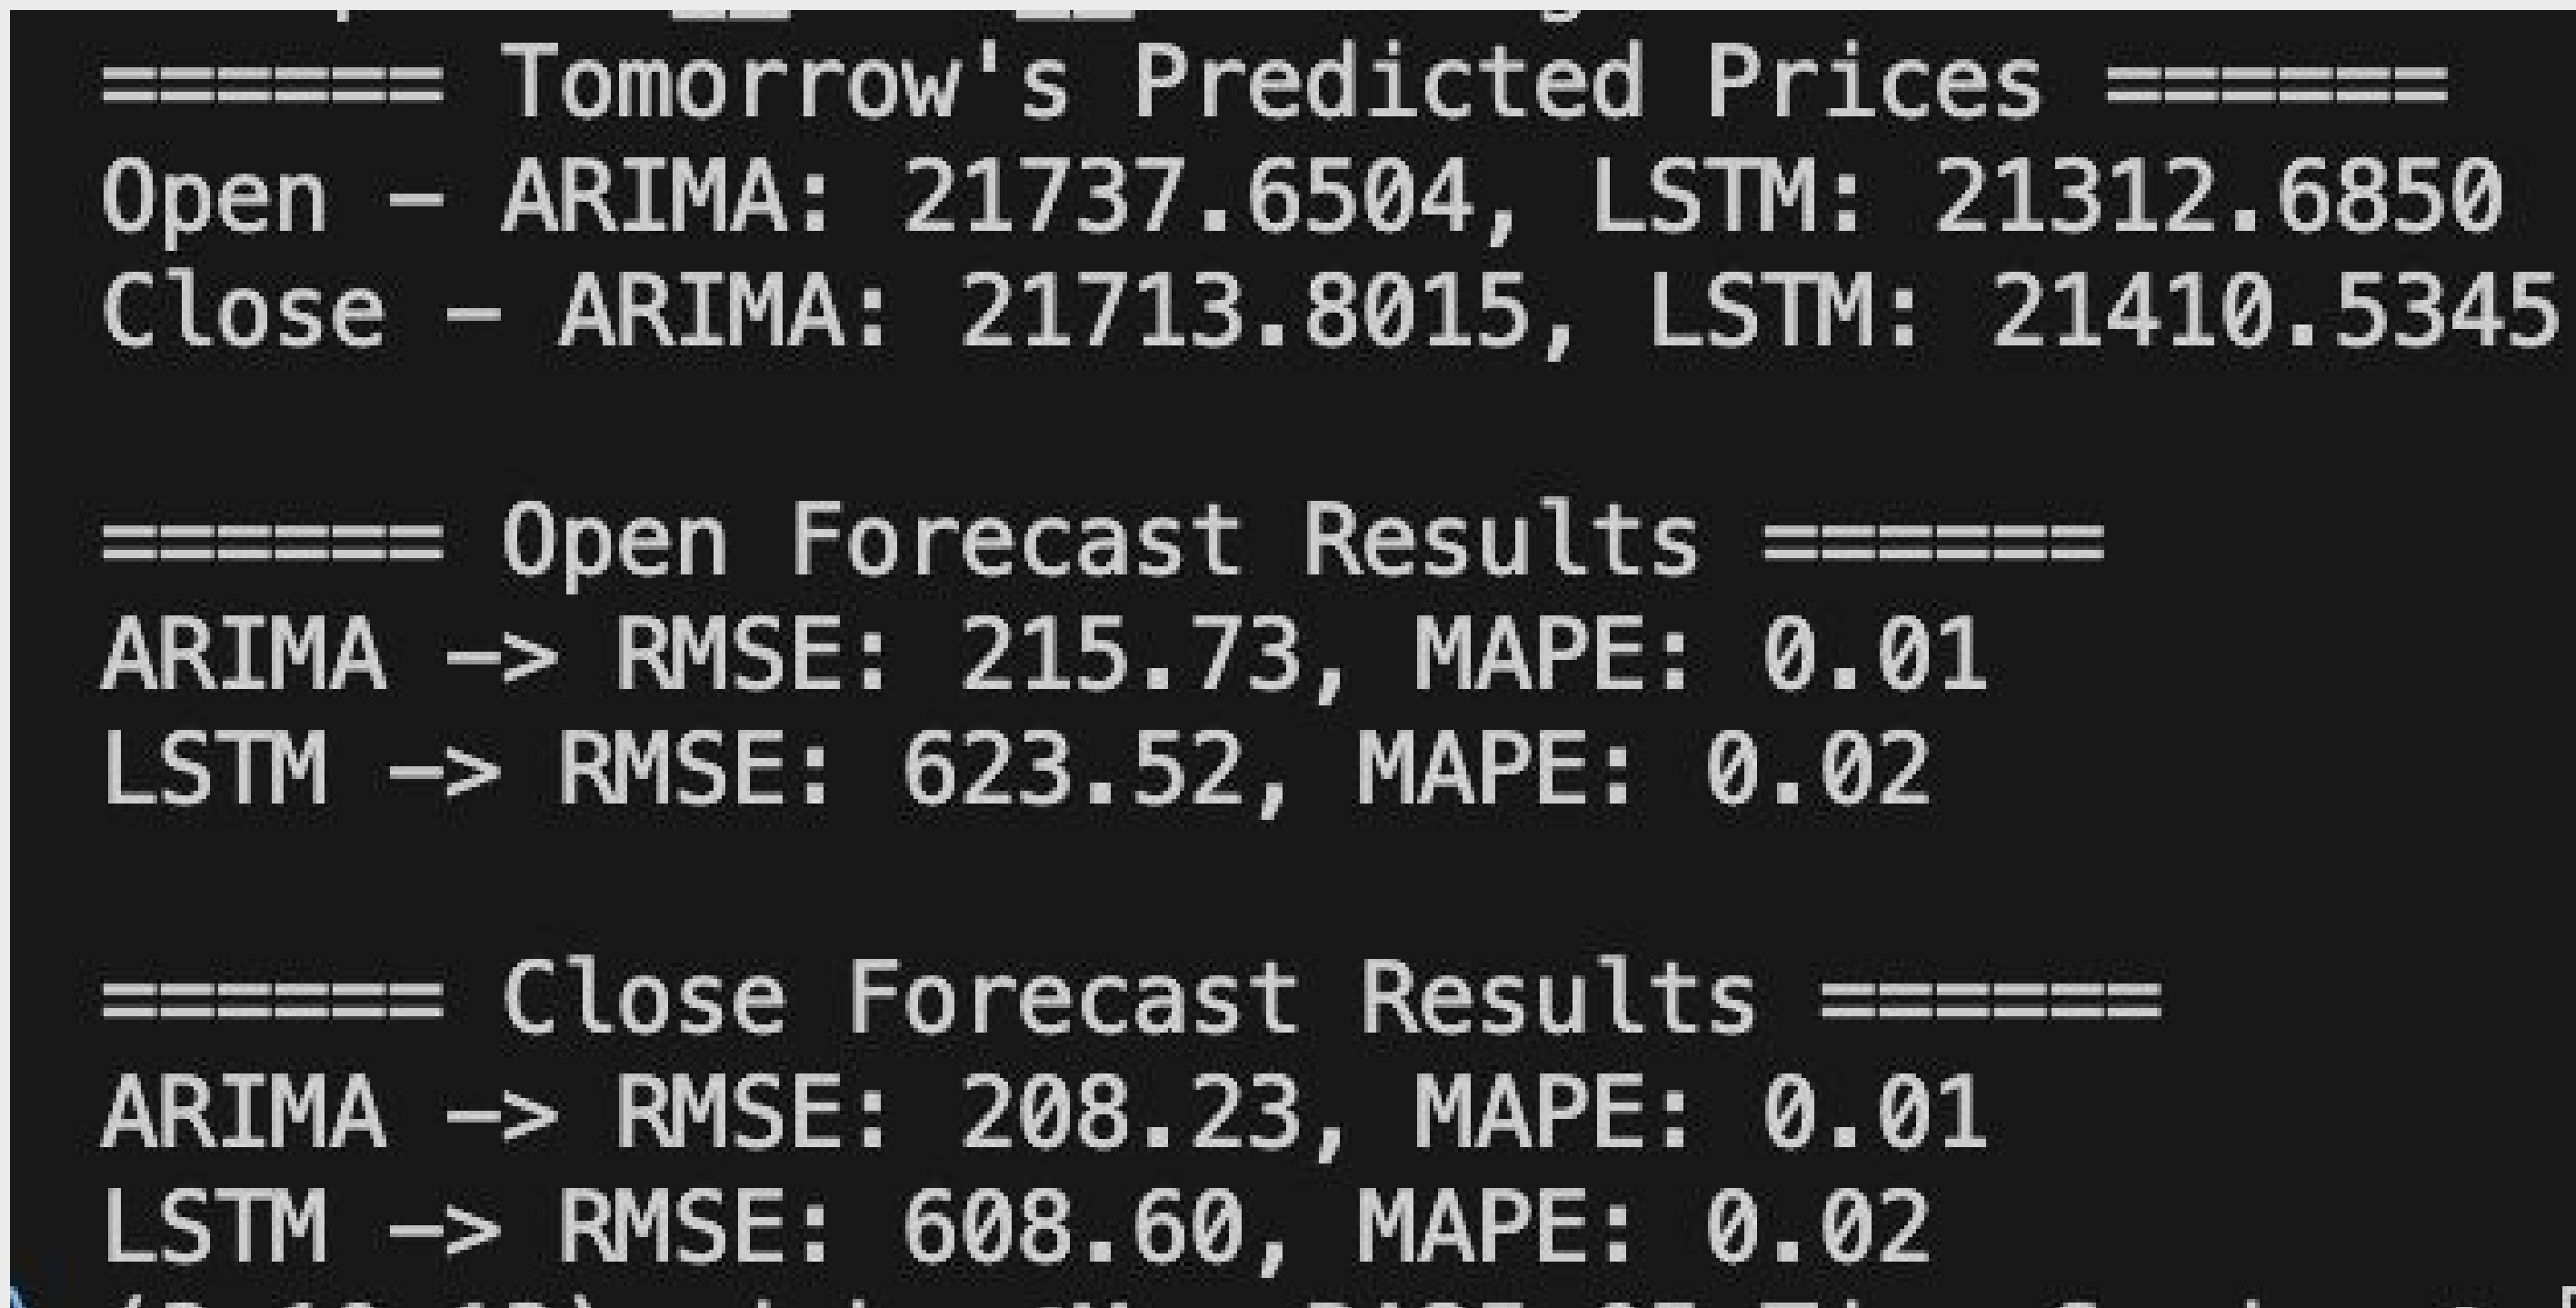 ====== Tomorrow's Predicted Prices ======
Open - ARIMA: 21737.6504, LSTM: 21312.6850
Close - ARIMA: 21713.8015, LSTM: 21410.5345
====== Open Forecast Results ======
ARIMA -> RMSE: 215.73, MAPE: 0.01
LSTM -> RMSE: 623.52, MAPE: 0.02
====== Close Forecast Results ======
ARIMA -> RMSE: 208.23, MAPE: 0.01
LSTM -> RMSE: 608.60, MAPE: 0.02